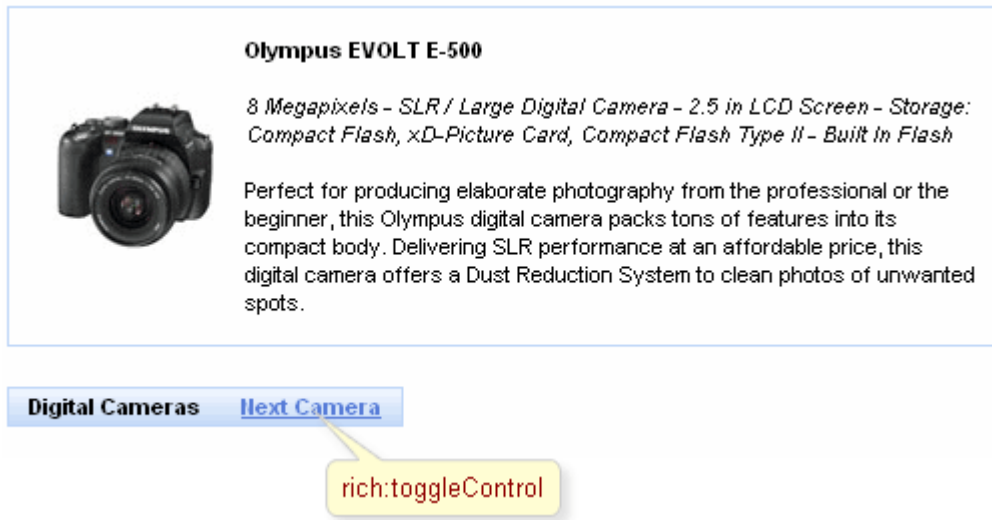 Olympus EVOLT E-500
8 Megapixels - SLR / Large Digital Camera - 2.5 in LCD Screen - Storage:
Compact Flash, xD-Picture Card, Compact Flash Type II - Built In Flash
Perfect for producing elaborate photography from the professional or the
beginner, this Olympus digital camera packs tons of features into its
compact body. Delivering SLR performance at an affordable price, this
digital camera offers a Dust Reduction System to clean photos of unwanted
spots.
Digital Cameras Next Camera
rich:toggleControl